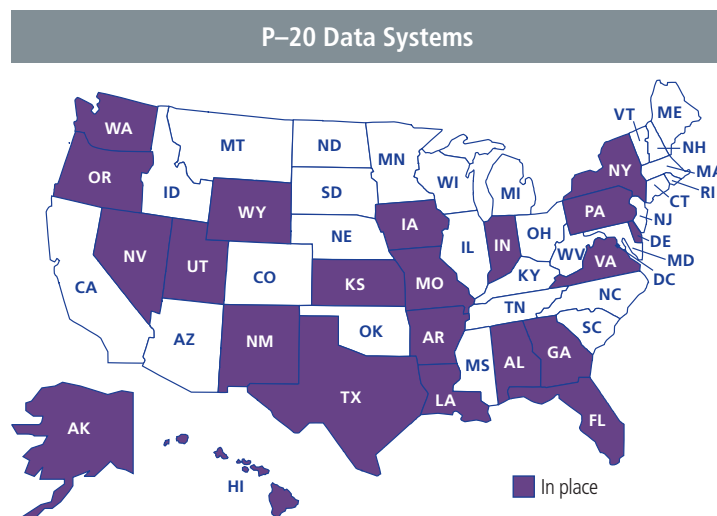 P–20 Data Systems
WA
MT
ND
MN
VT
ME
NH
MA
RI
CT
NJ
DE
MD
DC
OR
ID
SD
WI
MI
NY
WY
IA
PA
NE
IL
IN
OH
NV
UT
CO
KS
MO
KY
WV
VA
CA
NC
TN
AZ
NM
OK
AR
SC
MS
AL
GA
TX
LA
FL
AK
HI
In place